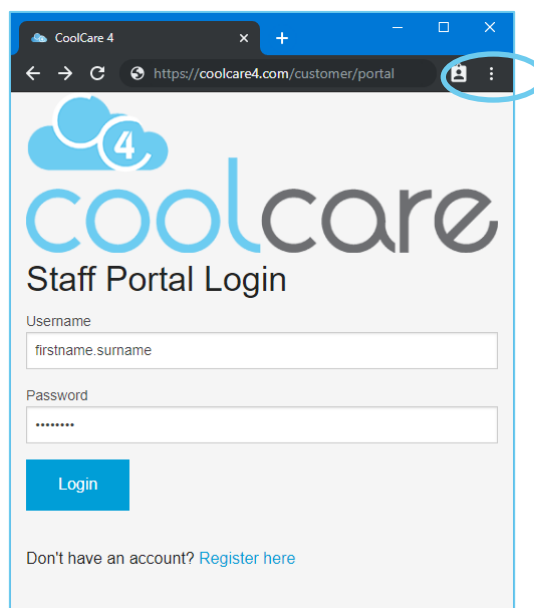 CoolCare 4
https://coolcare4.com/customer/portal
4
coolcare
Staff Portal Login
Username
firstname.surname
Password
••••••••
Login
Don't have an account? Register here